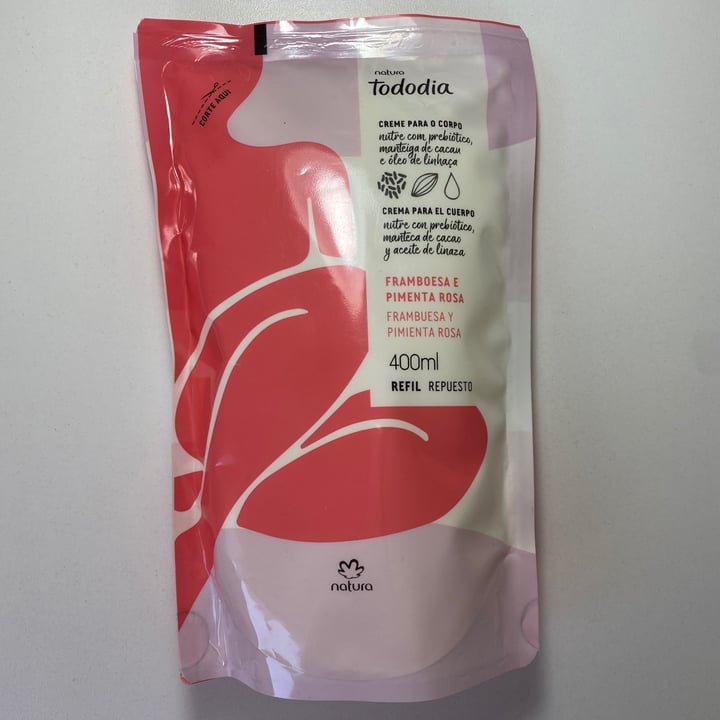 CORTE AQUI
natura
Tododia
CREME PARA O CORPO
nutre com prebiótico,
manteiga de cacau
e óleo de linhaça
CREMA PARA EL CUERPO
nutre con prebiótico,
manteca de cacao
y aceite de linaza
FRAMBOESA E
PIMENTA ROSA
FRAMBUESA Y
PIMIENTA ROSA
400ml
REFIL REPUESTO
natura